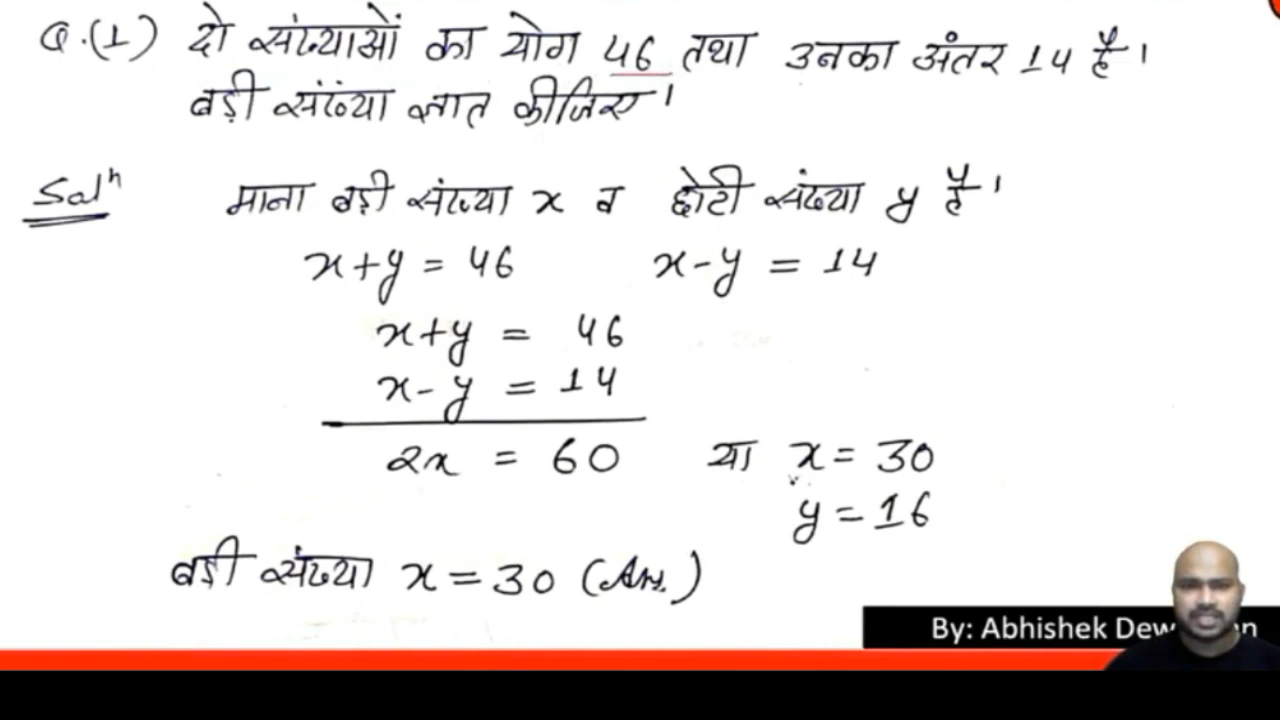 Q.(1) दो संख्याओं का योग 46 तथा उनका अंतर 14 है।
बड़ी संख्या ज्ञात कीजिए।
Solⁿ माना बड़ी संख्या x व छोटी संख्या y है।
x+y = 46 x-y = 14
x+y = 46
x-y = 14
2x = 60 या x = 30
y = 16
बड़ी संख्या x = 30 (Ans.)
By: Abhishek